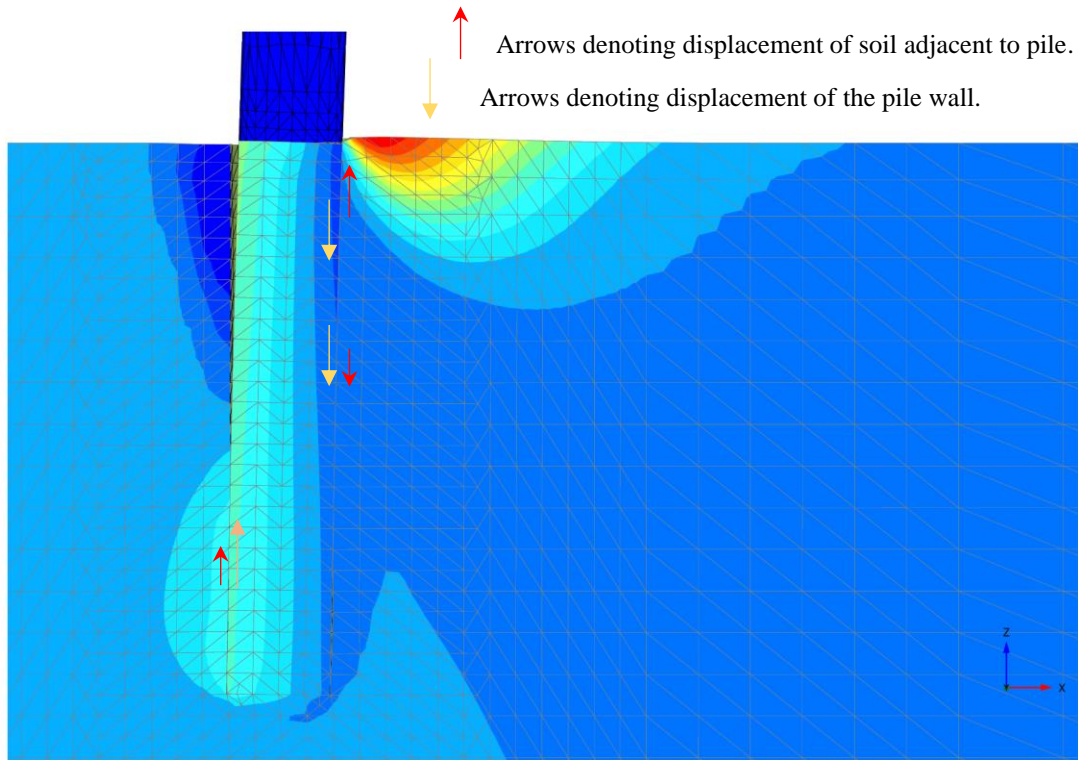 Arrows denoting displacement of soil adjacent to pile.
Arrows denoting displacement of the pile wall.
Z
X